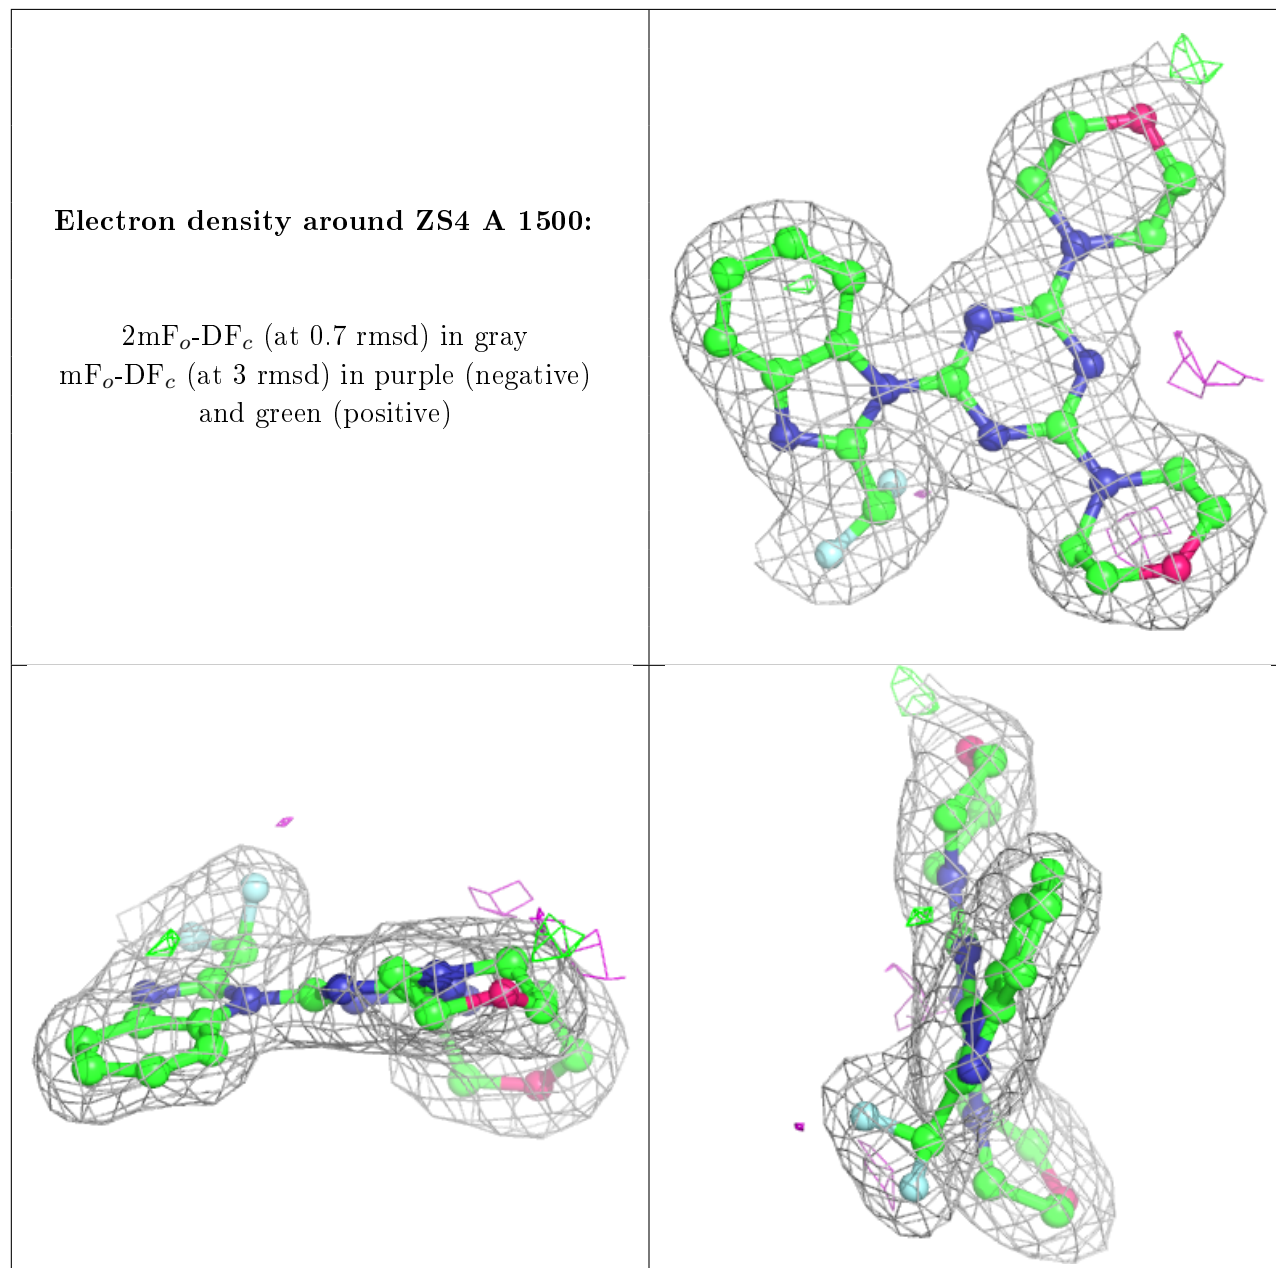 Electron density around ZS4 A 1500:
2mFo-DFc (at 0.7 rmsd) in gray
mFo-DFc (at 3 rmsd) in purple (negative)
and green (positive)